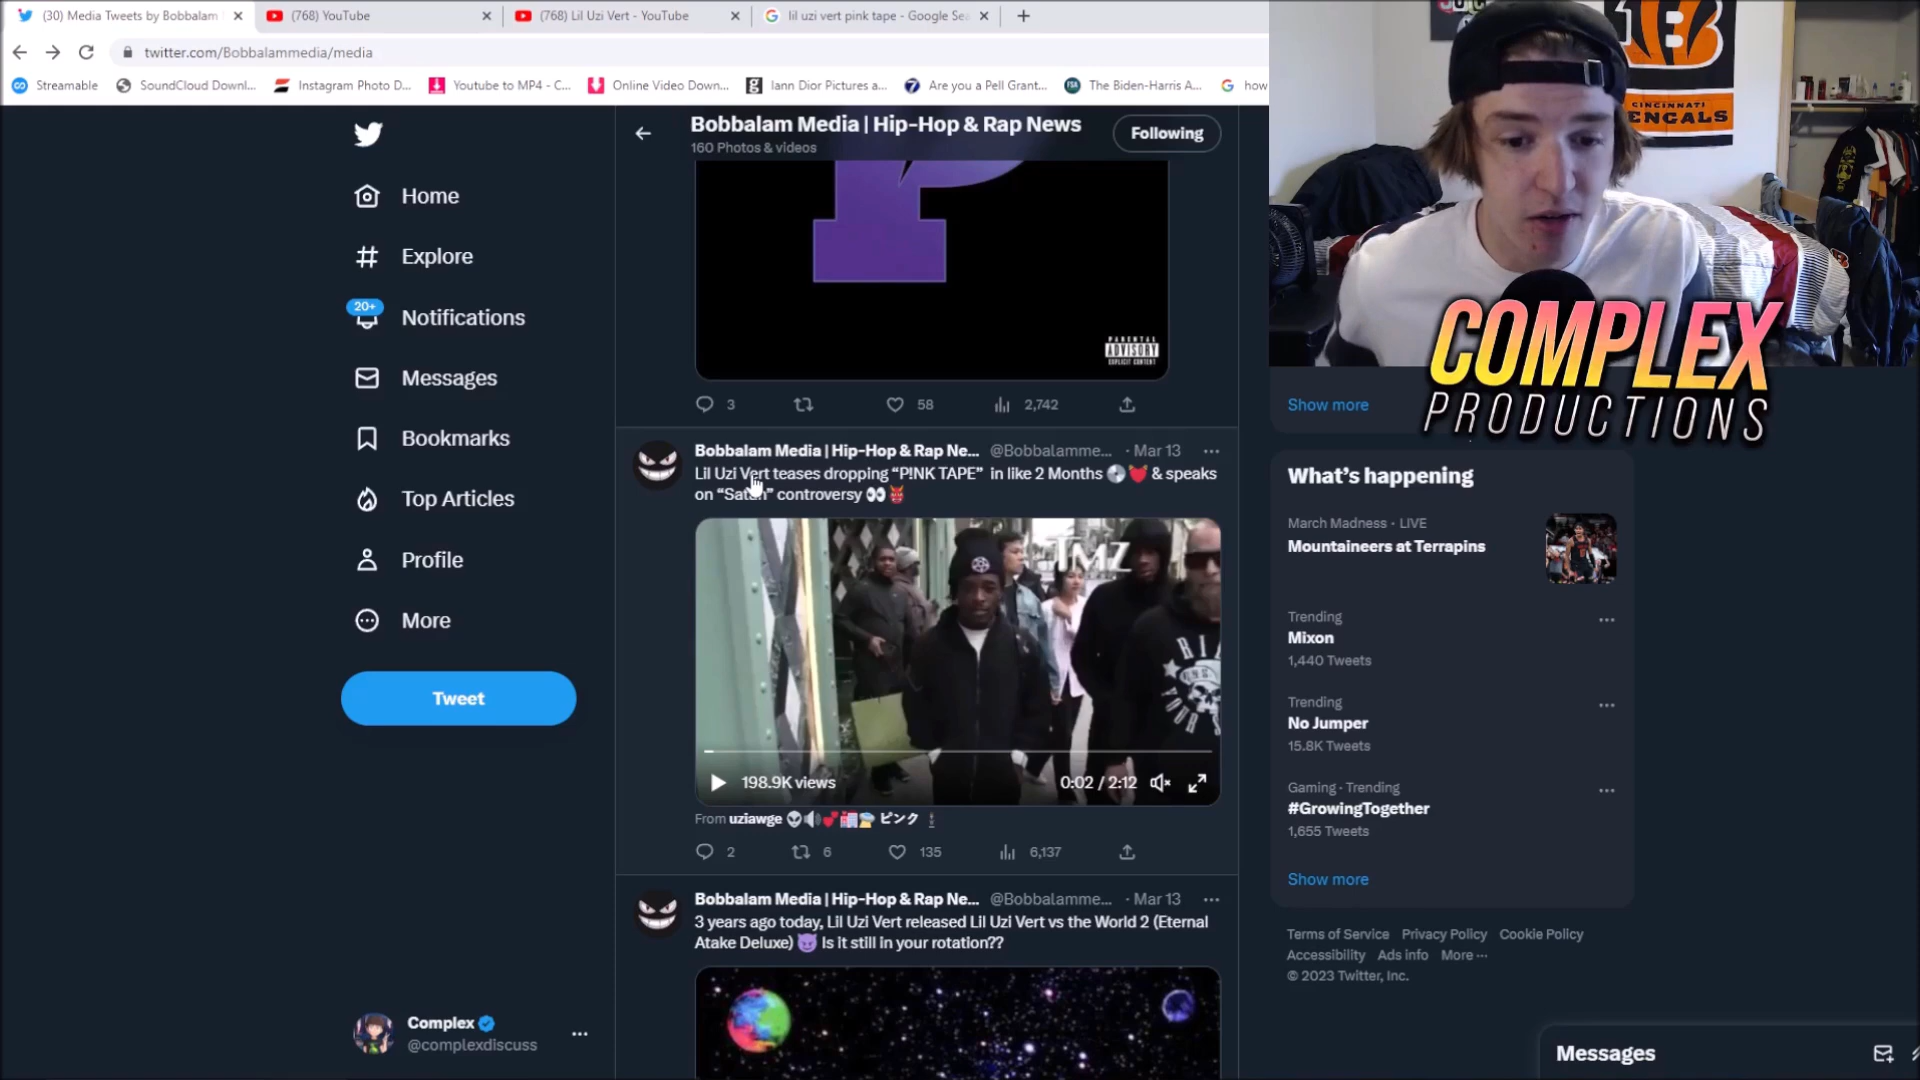 (30) Media Tweets by Bobbalam
(768) YouTube
(768) Lil Uzi Vert - YouTube
lil uzi vert pink tape - Google Sea
twitter.com/Bobbalammedia/media
Streamable
SoundCloud Downl...
Instagram Photo D...
Youtube to MP4 - C...
Online Video Down...
Iann Dior Pictures a...
Are you a Pell Grant...
The Biden-Harris A...
how
Home
Explore
20+
Notifications
Messages
Bookmarks
Top Articles
Profile
More
Tweet
Complex
@complexdiscuss
Bobbalam Media | Hip-Hop & Rap News
160 Photos & videos
Following
PARENTAL
ADVISORY
EXPLICIT CONTENT
3 58 2,742
Bobbalam Media | Hip-Hop & Rap Ne... @Bobbalamme... · Mar 13
Lil Uzi Vert teases dropping “P!NK TAPE” in like 2 Months 💿💓 & speaks
on “Satan” controversy 👀👹
TMZ
198.9K views
0:02 / 2:12
From uziawge 👽🔊💕🏩🌪 ピンク 🕴
2 6 135 6,137
Bobbalam Media | Hip-Hop & Rap Ne... @Bobbalamme... · Mar 13
3 years ago today, Lil Uzi Vert released Lil Uzi Vert vs the World 2 (Eternal
Atake Deluxe) 😈 Is it still in your rotation??
CINCINNATI
BENGALS
COMPLEX
PRODUCTIONS
Show more
What’s happening
March Madness · LIVE
Mountaineers at Terrapins
Trending
Mixon
1,440 Tweets
Trending
No Jumper
15.8K Tweets
Gaming · Trending
#GrowingTogether
1,655 Tweets
Show more
Terms of Service Privacy Policy Cookie Policy
Accessibility Ads info More ···
© 2023 Twitter, Inc.
Messages